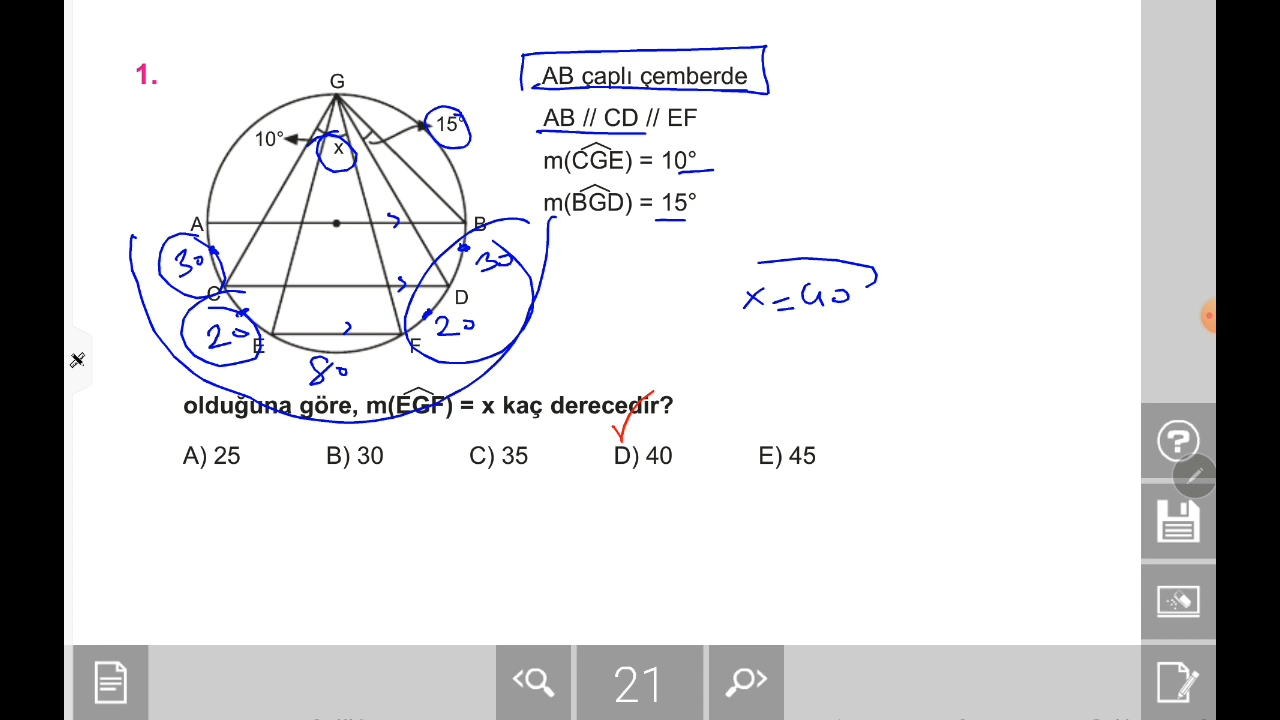 1.
G
10°
x
15°
A
B
30
30
C
D
20
20
E
F
80
AB çaplı çemberde
AB // CD // EF
m(CGE) = 10°
m(BGD) = 15°
x = 40
olduğuna göre, m(EGF) = x kaç derecedir?
A) 25 B) 30 C) 35 D) 40 E) 45
21